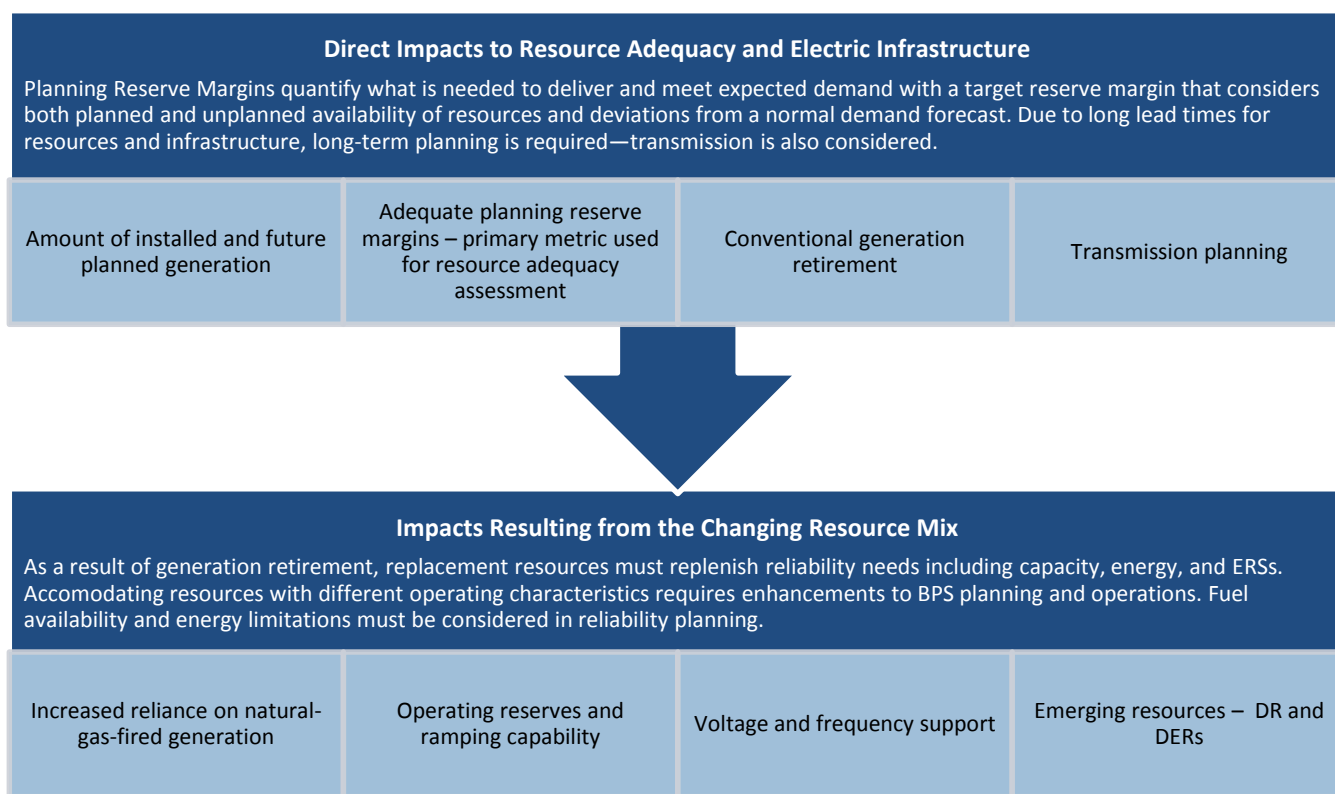 Direct Impacts to Resource Adequacy and Electric Infrastructure
Planning Reserve Margins quantify what is needed to deliver and meet expected demand with a target reserve margin that considers
both planned and unplanned availability of resources and deviations from a normal demand forecast. Due to long lead times for
resources and infrastructure, long-term planning is required—transmission is also considered.
Amount of installed and future
planned generation
Adequate planning reserve
margins – primary metric used
for resource adequacy
assessment
Conventional generation
retirement
Transmission planning
Impacts Resulting from the Changing Resource Mix
As a result of generation retirement, replacement resources must replenish reliability needs including capacity, energy, and ERSs.
Accomodating resources with different operating characteristics requires enhancements to BPS planning and operations. Fuel
availability and energy limitations must be considered in reliability planning.
Increased reliance on natural-
gas-fired generation
Operating reserves and
ramping capability
Voltage and frequency support
Emerging resources – DR and
DERs